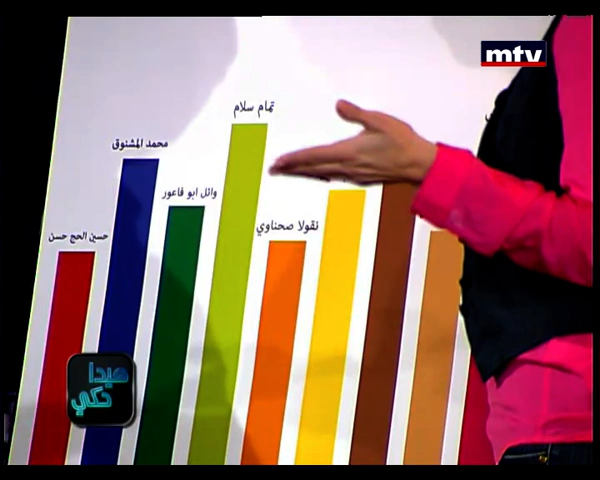 mtv
تمام سلام
محمد المشنوق
وائل ابو فاعور
نقولا صحناوي
حسين الحج حسن
هيدا
حكي